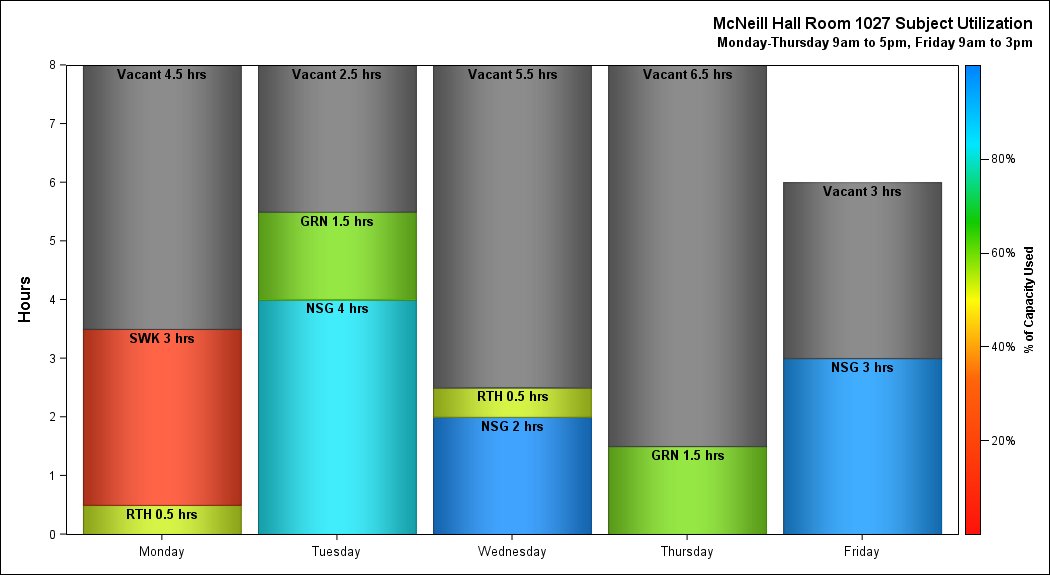 McNeill Hall Room 1027 Subject Utilization
Monday-Thursday 9am to 5pm, Friday 9am to 3pm
Hours
8
7
6
5
4
3
2
1
0
Vacant 4.5 hrs
SWK 3 hrs
RTH 0.5 hrs
Vacant 2.5 hrs
GRN 1.5 hrs
NSG 4 hrs
Vacant 5.5 hrs
RTH 0.5 hrs
NSG 2 hrs
Vacant 6.5 hrs
GRN 1.5 hrs
Vacant 3 hrs
NSG 3 hrs
Monday
Tuesday
Wednesday
Thursday
Friday
80%
60%
40%
20%
% of Capacity Used